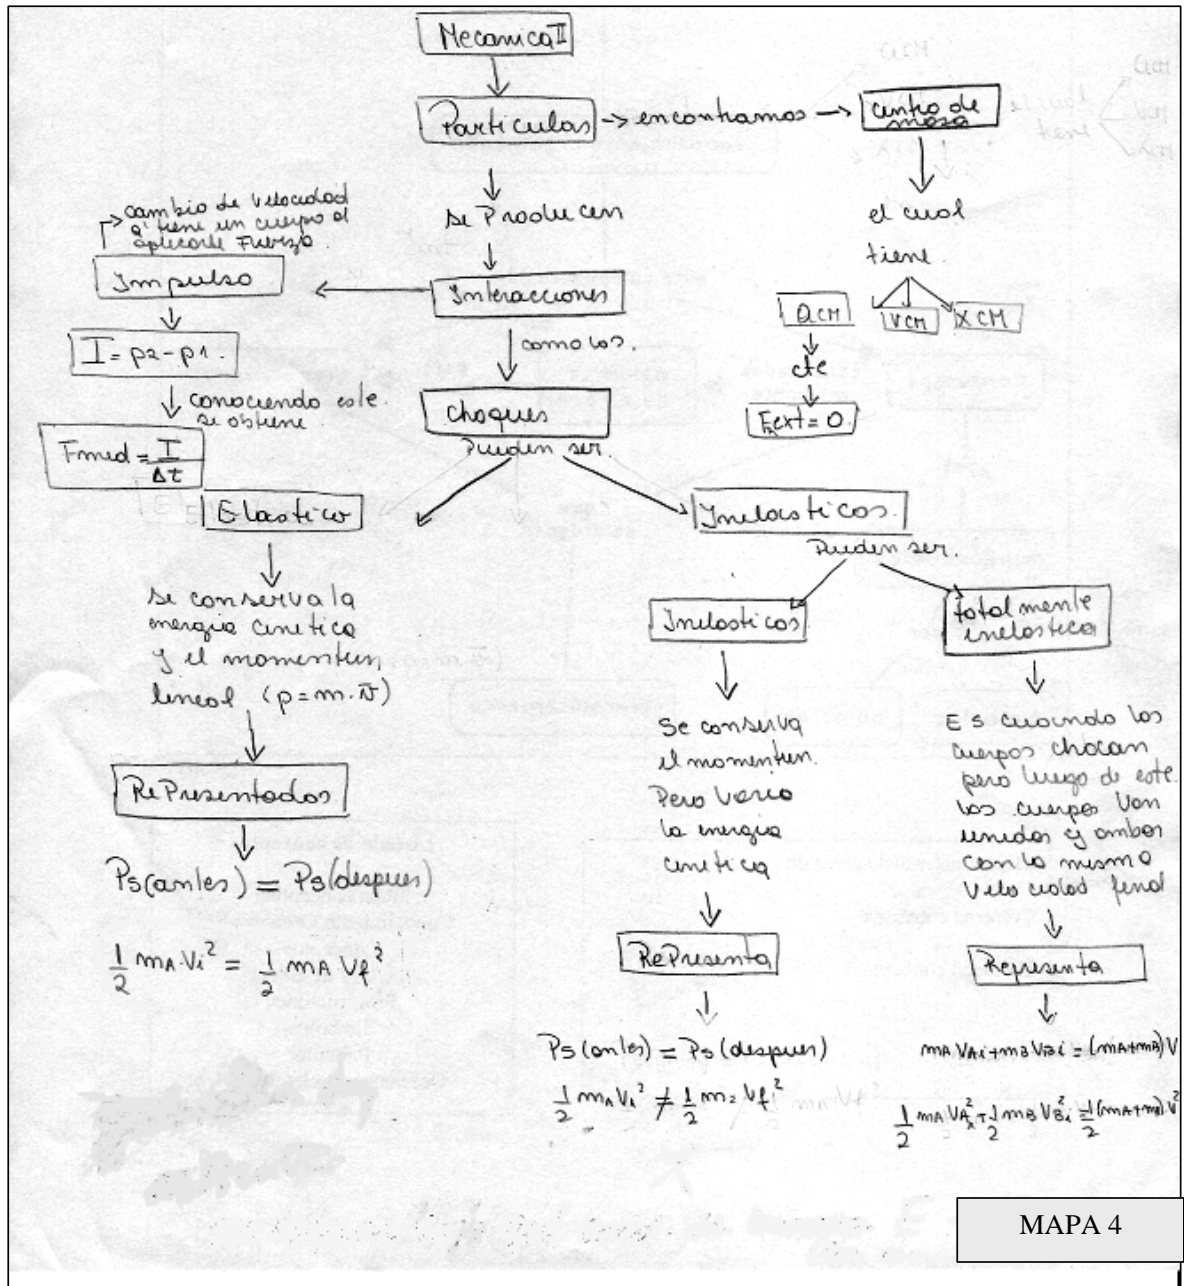 Mecanica II
Particulas → encontramos → centro de masa
cambio de velocidad
q' tiene un cuerpo al
aplicarle Fuerza
Impulso
I = p2 - p1.
conociendo este
se obtiene
Fmed = I / Δt
se Producen
Interacciones
como los.
choques
Pueden ser.
el cual
tiene.
aCM
VCM
XCM
cte
Fext = 0.
Elastico
se conserva la
energia cinetica
y el momentum
lineal (p = m·v̄)
RePresentados
Ps(antes) = Ps(despues)
1/2 mA·Vi² = 1/2 mA Vf²
Inelasticos.
Pueden ser.
Inelasticos
Se conserva
el momentum.
Pero varia
la energia
cinetica
RePresenta
Ps(antes) = Ps(despues)
1/2 mA Vi² ≠ 1/2 m2 Vf²
totalmente
inelastica
Es cuando los
cuerpos chocan
pero luego de este.
los cuerpos van
unidos y ambos
con la misma
velocidad final
Representa
mA VAi + mB VBi = (mA+mB) V
1/2 mA VAi² + 1/2 mB VBi² = 1/2 (mA+mB) V²
MAPA 4